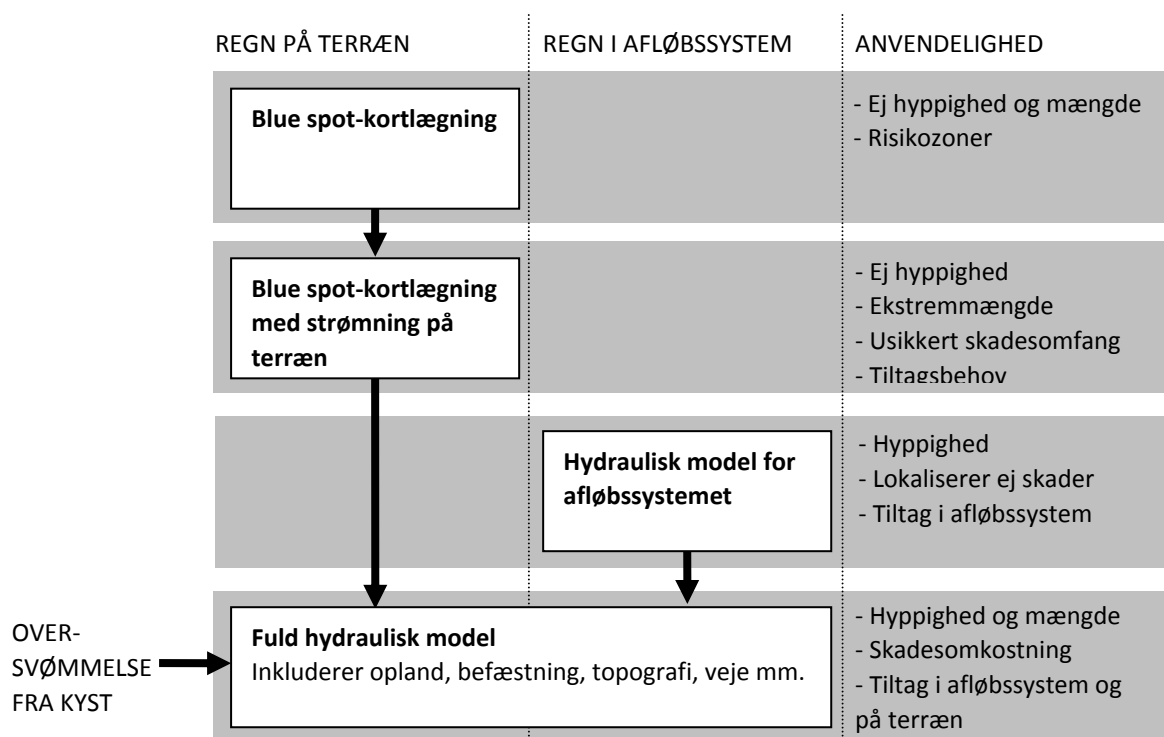 REGN PÅ TERRÆN
REGN I AFLØBSSYSTEM
ANVENDELIGHED
Blue spot-kortlægning
- Ej hyppighed og mængde
- Risikozoner
Blue spot-kortlægning
med strømning på
terræn
- Ej hyppighed
- Ekstremmængde
- Usikkert skadesomfang
- Tiltagsbehov
Hydraulisk model for
afløbssystemet
- Hyppighed
- Lokaliserer ej skader
- Tiltag i afløbssystem
OVER-
SVØMMELSE
FRA KYST
Fuld hydraulisk model
Inkluderer opland, befæstning, topografi, veje mm.
- Hyppighed og mængde
- Skadesomkostning
- Tiltag i afløbssystem og
på terræn